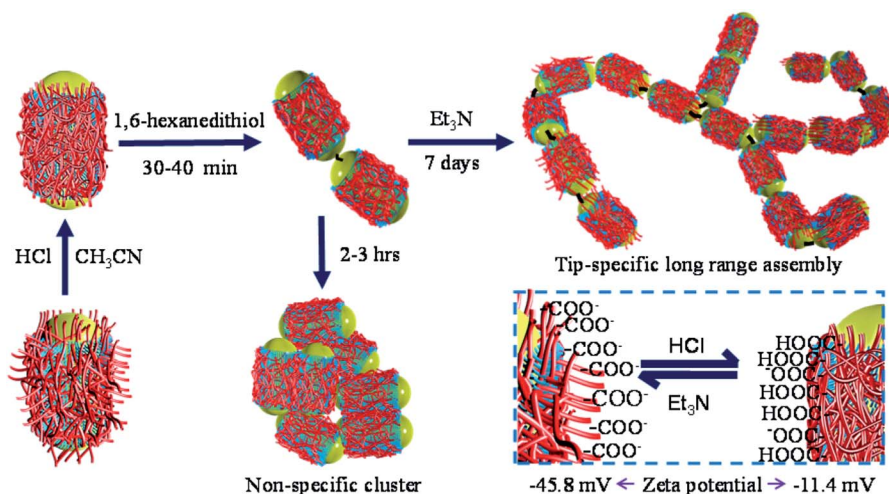 1,6-hexanedithiol
30-40 min
Et₃N
7 days
HCl CH₃CN
2-3 hrs
Tip-specific long range assembly
Non-specific cluster
-COO⁻
-COO⁻
-COO⁻
-COO⁻
-COO⁻
-COO⁻
-COO⁻
HCl
Et₃N
HOOC-
HOOC-
⁻OOC-
HOOC-
HOOC-
⁻OOC-
HOOC-
-45.8 mV ← Zeta potential → -11.4 mV